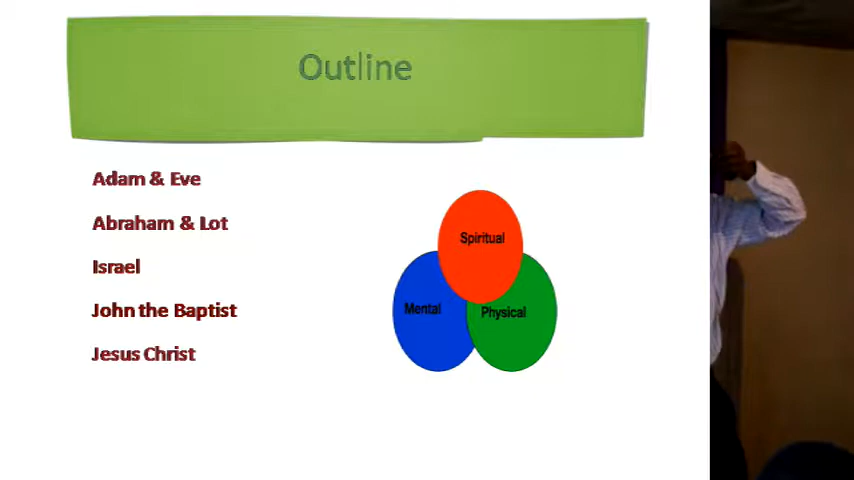 Outline
Adam & Eve
Abraham & Lot
Israel
John the Baptist
Jesus Christ
Spiritual
Mental
Physical